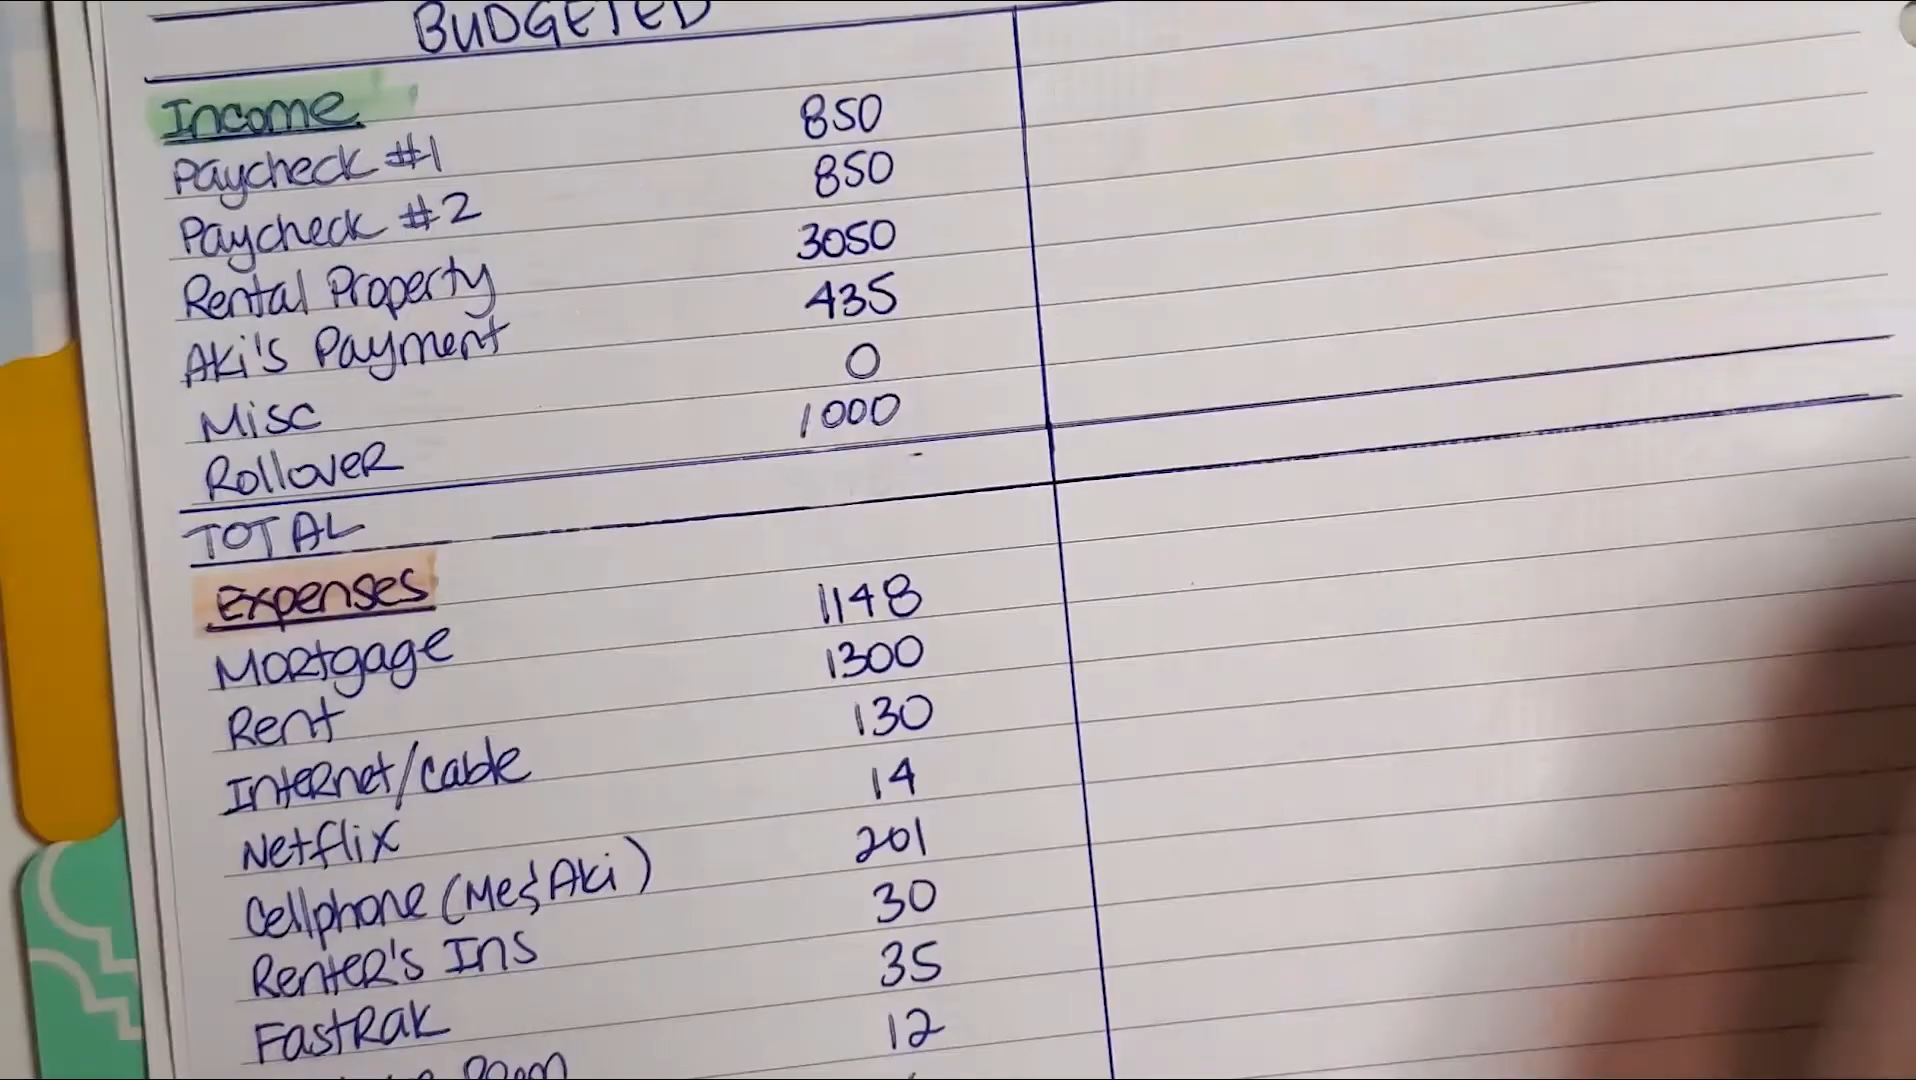 BUDGETED
Income
Paycheck #1 850
Paycheck #2 850
Rental Property 3050
Aki's Payment 435
Misc 0
Rollover 1000
TOTAL
Expenses
Mortgage 1148
Rent 1300
Internet/cable 130
Netflix 14
Cellphone (Me & Aki) 201
Renter's Ins 30
Fastrak 35
12